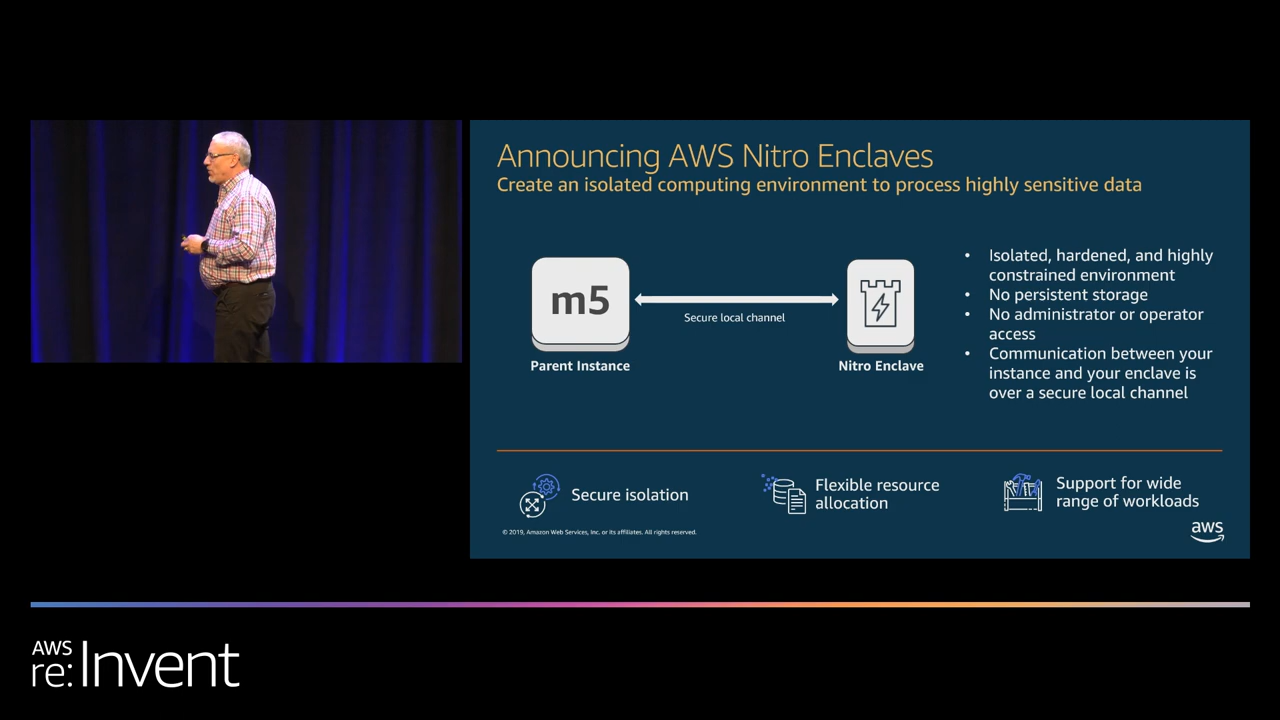 Announcing AWS Nitro Enclaves
Create an isolated computing environment to process highly sensitive data
m5
Secure local channel
Parent Instance
Nitro Enclave
• Isolated, hardened, and highly
constrained environment
• No persistent storage
• No administrator or operator
access
• Communication between your
instance and your enclave is
over a secure local channel
Secure isolation
Flexible resource
allocation
Support for wide
range of workloads
© 2019, Amazon Web Services, Inc. or its affiliates. All rights reserved.
aws
AWS
re:Invent